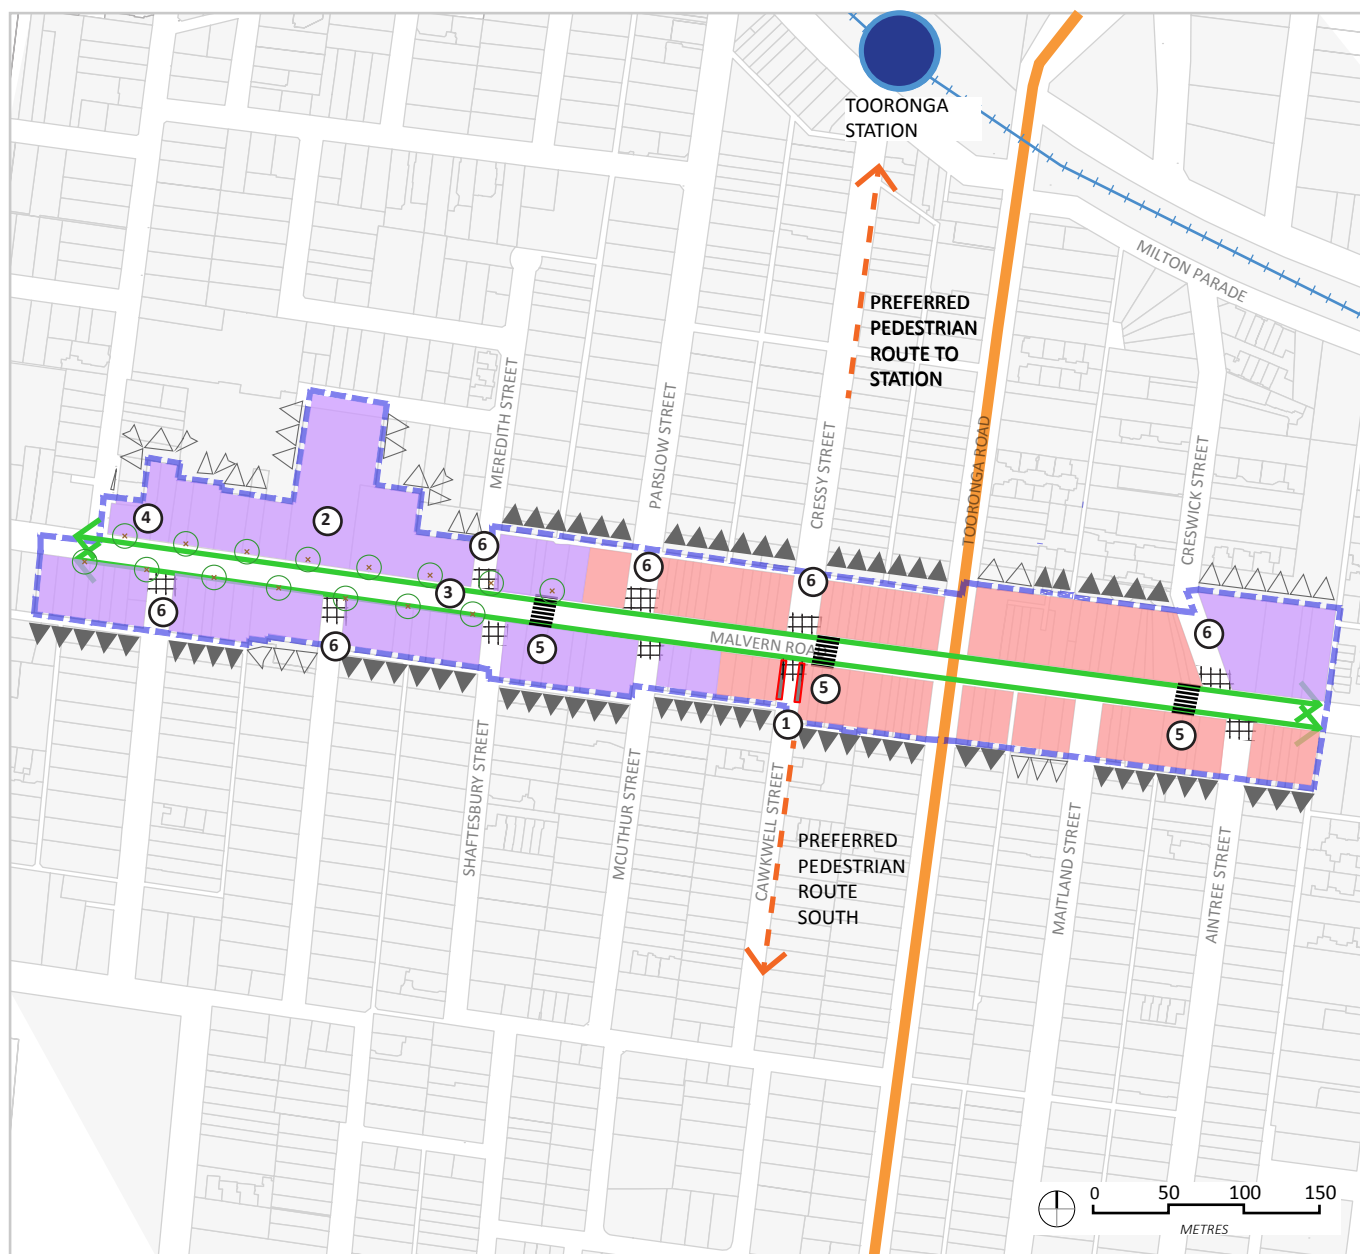 TOORONGA
STATION
MILTON PARADE
PREFERRED
PEDESTRIAN
ROUTE TO
STATION
MEREDITH STREET
PARSLOW STREET
CRESSY STREET
TOORONGA ROAD
CRESWICK STREET
4
2
6
6
6
3
6
6
6
5
MALVERN ROAD
5
1
5
SHAFTESBURY STREET
MCUTHUR STREET
CAWKWELL STREET
MAITLAND STREET
AINTREE STREET
PREFERRED
PEDESTRIAN
ROUTE
SOUTH
0 50 100 150
METRES